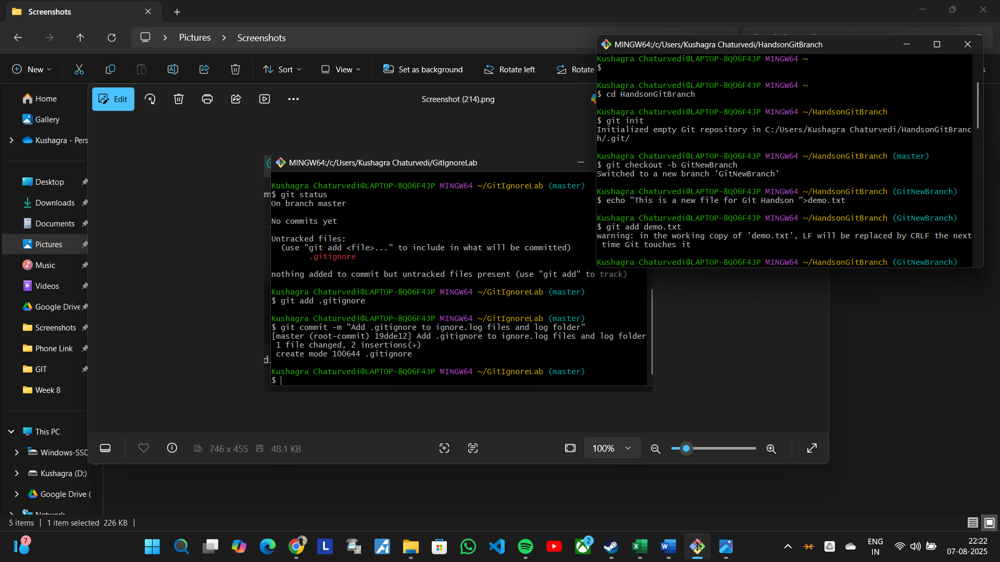 Screenshots
Pictures > Screenshots
New
Sort
View
Set as background
Rotate left
Rotate
s
Home
Gallery
Kushagra - Pers
Desktop
Downloads
Documents
Pictures
Music
Videos
Google Drive
Screenshots
Phone Link
GIT
Week 8
This PC
Windows-SSD
Kushagra (D:)
Google Drive (
Network
5 items
1 item selected 226 KB
Edit
Screenshot (214).png
MINGW64:/c/Users/Kushagra Chaturvedi/GitIgnoreLab
Kushagra Chaturvedi@LAPTOP-8Q06F4JP MINGW64 ~/GitIgnoreLab (master)
$ git status
On branch master
No commits yet
Untracked files:
(use "git add <file>..." to include in what will be committed)
.gitignore
nothing added to commit but untracked files present (use "git add" to track)
Kushagra Chaturvedi@LAPTOP-8Q06F4JP MINGW64 ~/GitIgnoreLab (master)
$ git add .gitignore
Kushagra Chaturvedi@LAPTOP-8Q06F4JP MINGW64 ~/GitIgnoreLab (master)
$ git commit -m "Add .gitignore to ignore.log files and log folder"
[master (root-commit) 19dde12] Add .gitignore to ignore.log files and log folder
1 file changed, 2 insertions(+)
create mode 100644 .gitignore
Kushagra Chaturvedi@LAPTOP-8Q06F4JP MINGW64 ~/GitIgnoreLab (master)
$
m
d.
746 x 455
48.1 KB
100%
MINGW64:/c/Users/Kushagra Chaturvedi/HandsonGitBranch
Kushagra Chaturvedi@LAPTOP-8Q06F4JP MINGW64 ~
$
Kushagra Chaturvedi@LAPTOP-8Q06F4JP MINGW64 ~
$ cd HandsonGitBranch
Kushagra Chaturvedi@LAPTOP-8Q06F4JP MINGW64 ~/HandsonGitBranch
$ git init
Initialized empty Git repository in C:/Users/Kushagra Chaturvedi/HandsonGitBranc
h/.git/
Kushagra Chaturvedi@LAPTOP-8Q06F4JP MINGW64 ~/HandsonGitBranch (master)
$ git checkout -b GitNewBranch
Switched to a new branch 'GitNewBranch'
Kushagra Chaturvedi@LAPTOP-8Q06F4JP MINGW64 ~/HandsonGitBranch (GitNewBranch)
$ echo "This is a new file for Git Handson ">demo.txt
Kushagra Chaturvedi@LAPTOP-8Q06F4JP MINGW64 ~/HandsonGitBranch (GitNewBranch)
$ git add demo.txt
warning: in the working copy of 'demo.txt', LF will be replaced by CRLF the next
time Git touches it
Kushagra Chaturvedi@LAPTOP-8Q06F4JP MINGW64 ~/HandsonGitBranch (GitNewBranch)
7
L
2
ENG
IN
22:22
07-08-2025